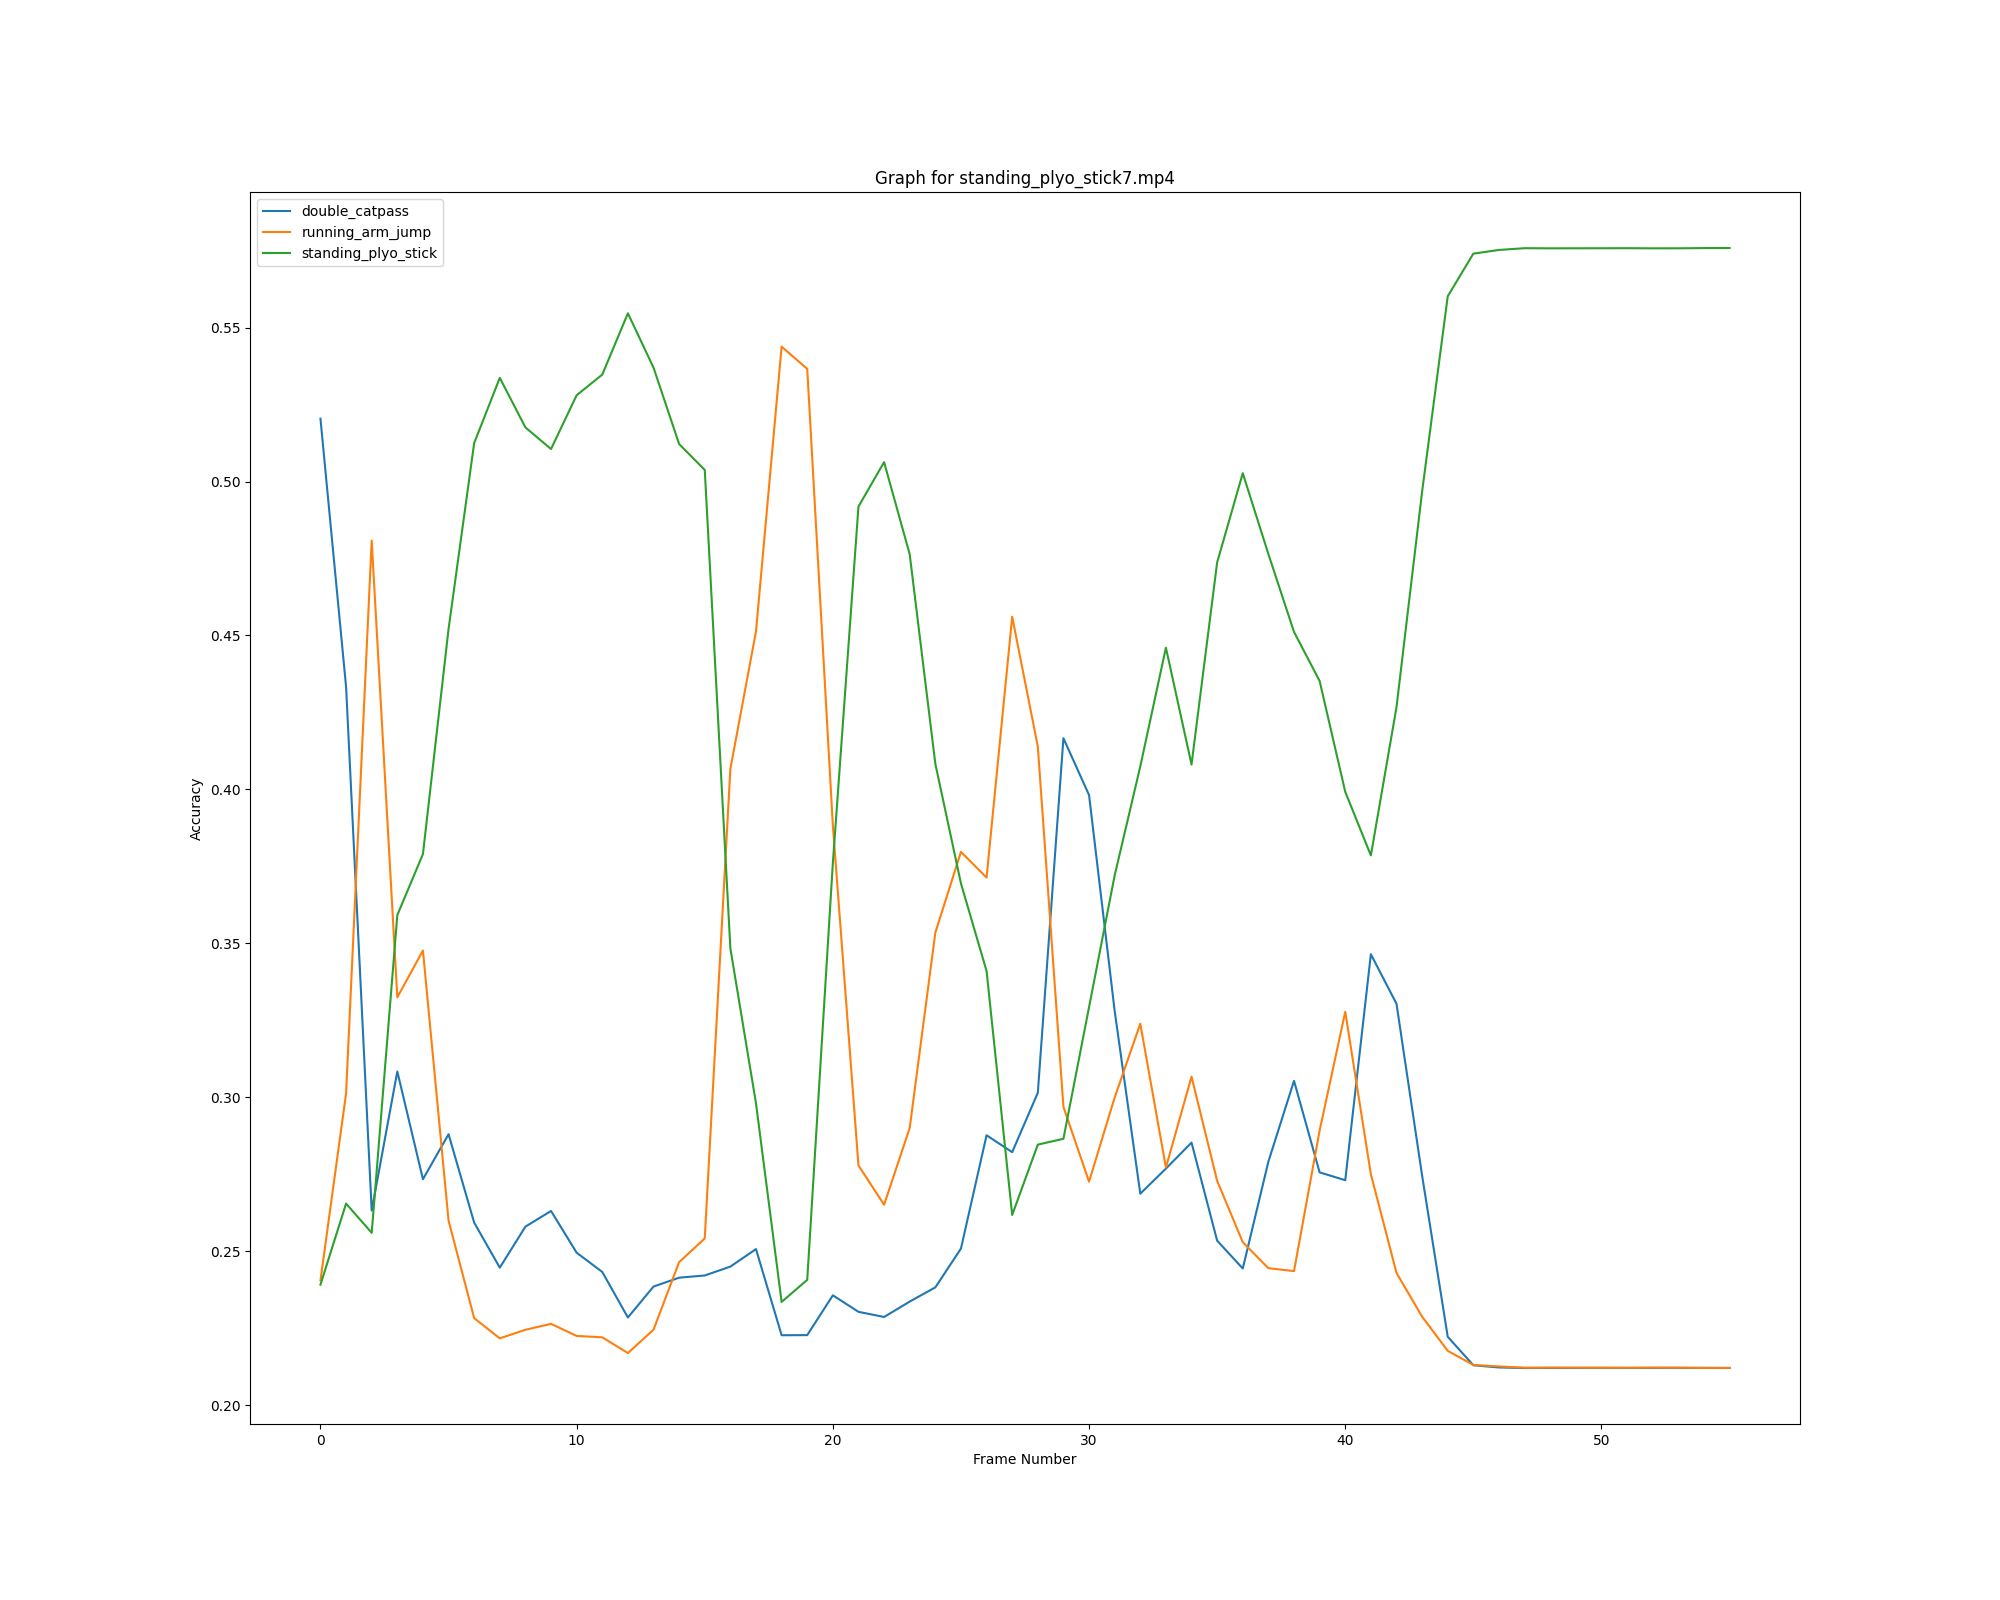 Graph for standing_plyo_stick7.mp4
double_catpass
running_arm_jump
standing_plyo_stick
0.55
0.50
0.45
0.40
0.35
0.30
0.25
0.20
Accuracy
0 10 20 30 40 50
Frame Number